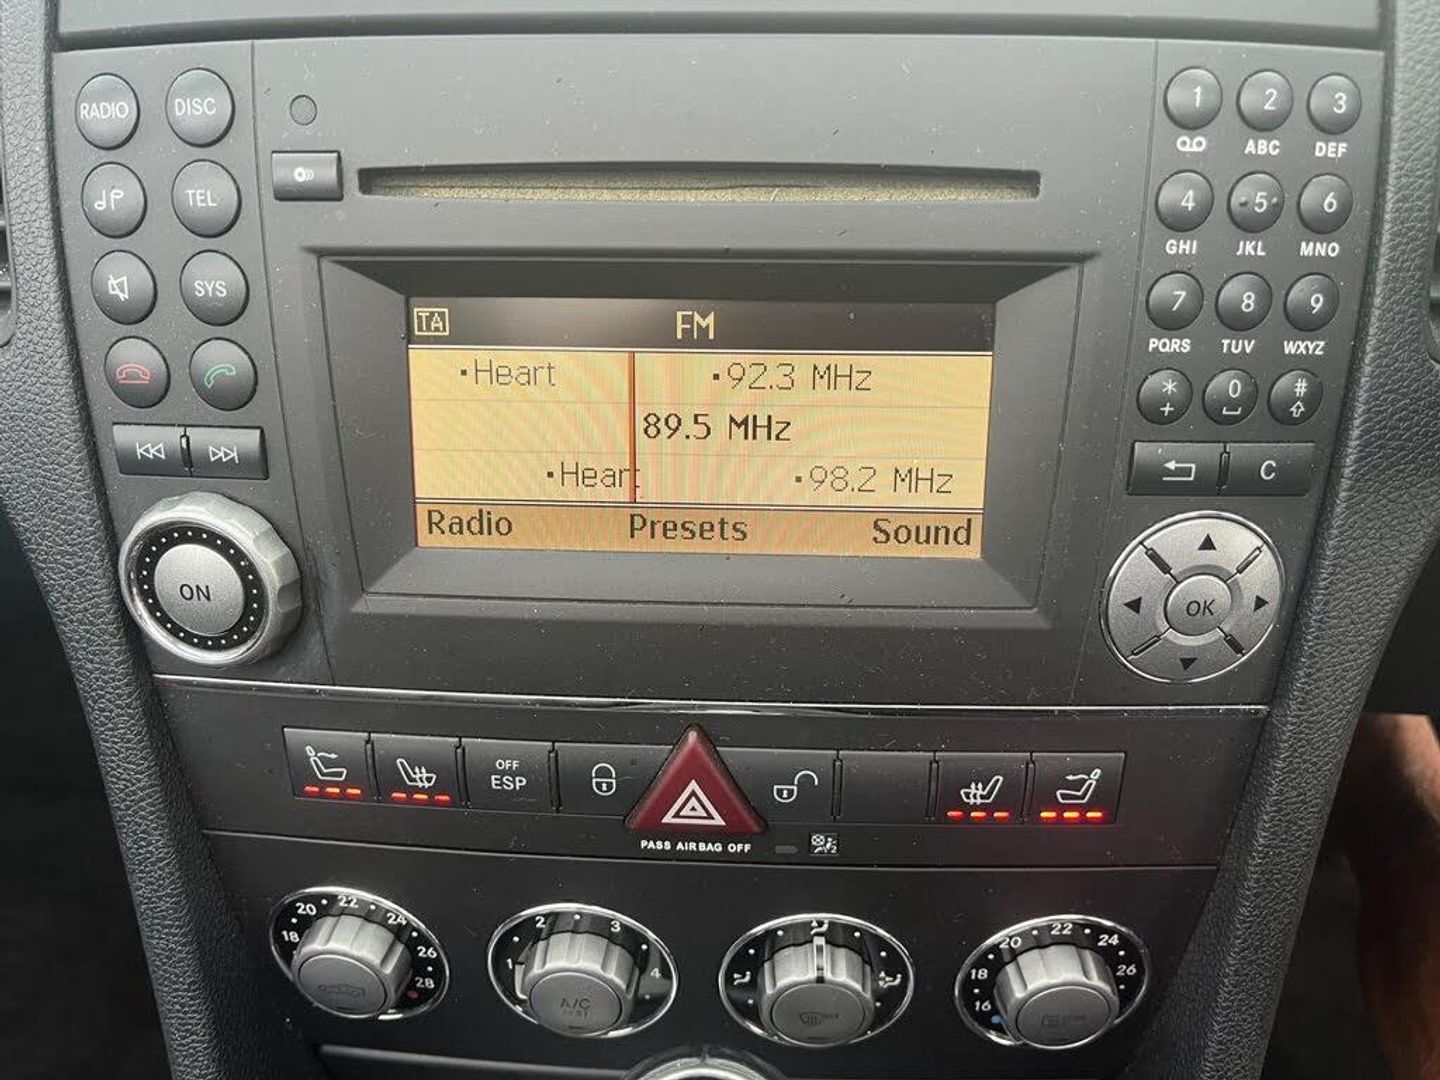 RADIO
DISC
TEL
SYS
ON
TA
FM
Heart
92.3 MHz
89.5 MHz
Heart
98.2 MHz
Radio
Presets
Sound
1
2
3
ABC
DEF
4
5
6
GHI
JKL
MNO
7
8
9
PQRS
TUV
WXYZ
*
0
#
+
C
OK
OFF
ESP
PASS AIRBAG OFF
18
20
22
24
26
28
1
2
3
4
A/C
16
18
20
22
24
26